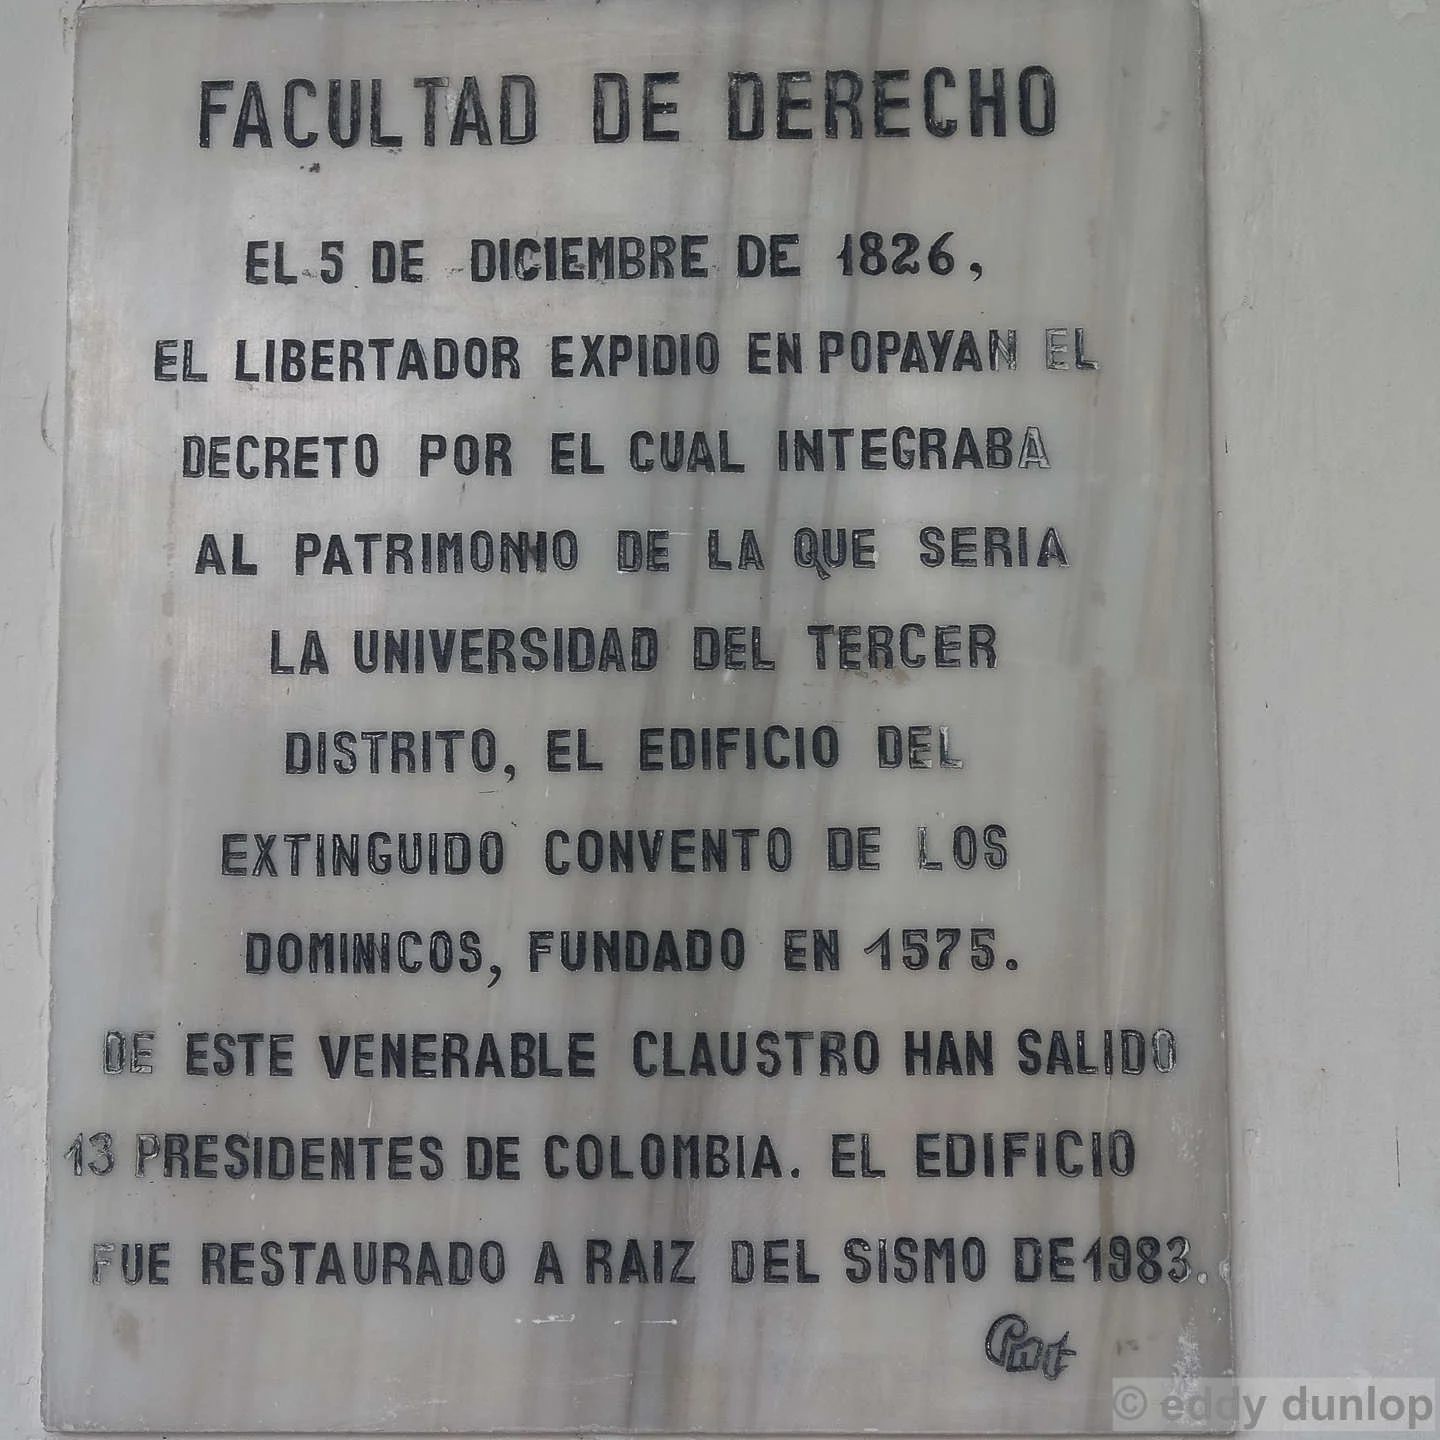 FACULTAD DE DERECHO
EL 5 DE DICIEMBRE DE 1826,
EL LIBERTADOR EXPIDIO EN POPAYAN EL
DECRETO POR EL CUAL INTEGRABA
AL PATRIMONIO DE LA QUE SERIA
LA UNIVERSIDAD DEL TERCER
DISTRITO, EL EDIFICIO DEL
EXTINGUIDO CONVENTO DE LOS
DOMINICOS, FUNDADO EN 1575.
DE ESTE VENERABLE CLAUSTRO HAN SALIDO
13 PRESIDENTES DE COLOMBIA. EL EDIFICIO
FUE RESTAURADO A RAIZ DEL SISMO DE 1983.
© eddy dunlop